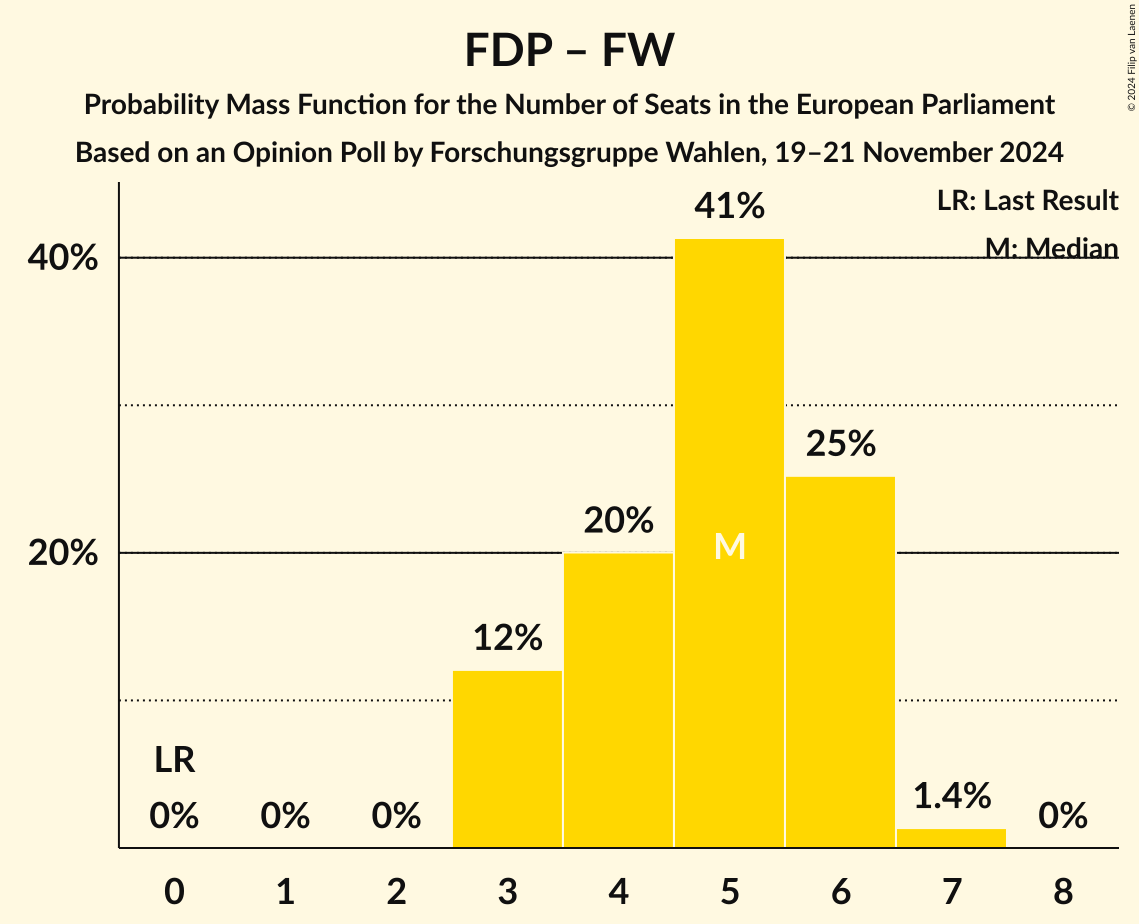 FDP – FW
Probability Mass Function for the Number of Seats in the European Parliament
Based on an Opinion Poll by Forschungsgruppe Wahlen, 19–21 November 2024
© 2024 Filip van Laenen
LR: Last Result
M: Median
40%
20%
LR
0%
0%
0%
12%
20%
41%
M
25%
1.4%
0%
0 1 2 3 4 5 6 7 8